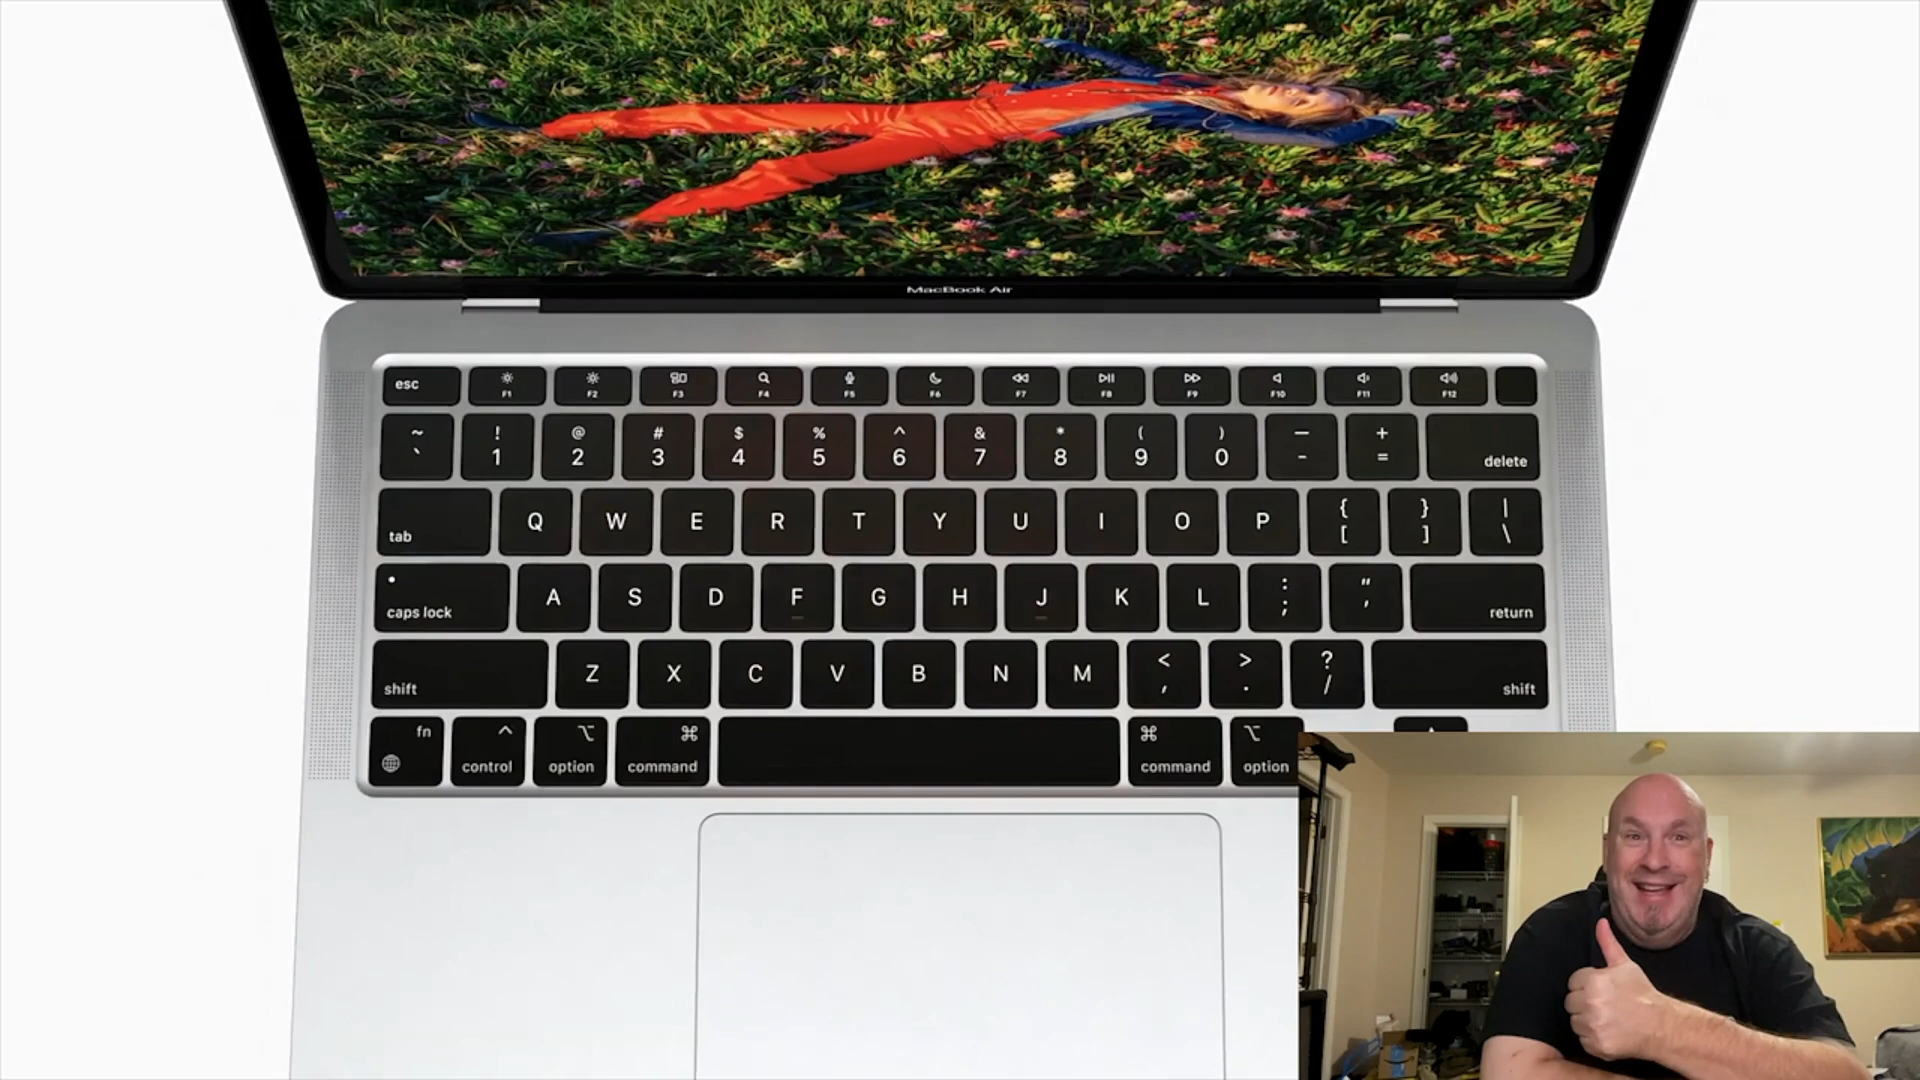 MacBook Air
esc F1 F2 F3 F4 F5 F6 F7 F8 F9 F10 F11 F12
~ ! @ # $ % ^ & * ( ) — +
` 1 2 3 4 5 6 7 8 9 0 - = delete
tab Q W E R T Y U I O P { [ } ] | \
caps lock A S D F G H J K L : ; " ' return
shift Z X C V B N M < , > . ? / shift
fn ^ ⌥ ⌘ ⌘ ⌥
control option command command option